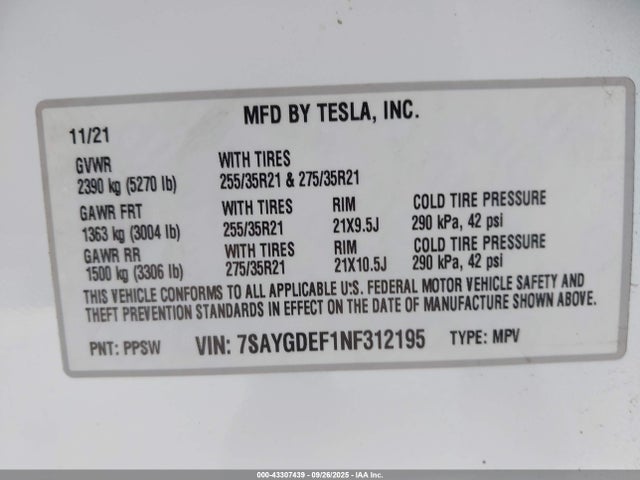 MFD BY TESLA, INC.
11/21
GVWR WITH TIRES
2390 kg (5270 lb) 255/35R21 & 275/35R21
GAWR FRT WITH TIRES RIM COLD TIRE PRESSURE
1363 kg (3004 lb) 255/35R21 21X9.5J 290 kPa, 42 psi
GAWR RR WITH TIRES RIM COLD TIRE PRESSURE
1500 kg (3306 lb) 275/35R21 21X10.5J 290 kPa, 42 psi
THIS VEHICLE CONFORMS TO ALL APPLICABLE U.S. FEDERAL MOTOR VEHICLE SAFETY AND
THEFT PREVENTION STANDARDS IN EFFECT ON THE DATE OF MANUFACTURE SHOWN ABOVE.
PNT: PPSW VIN: 7SAYGDEF1NF312195 TYPE: MPV
000-43307439 - 09/26/2025 - IAA Inc.